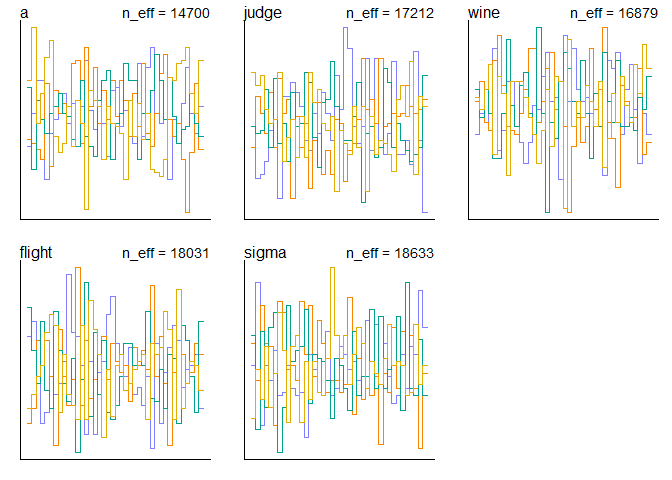 a n_eff = 14700
judge n_eff = 17212
wine n_eff = 16879
flight n_eff = 18031
sigma n_eff = 18633